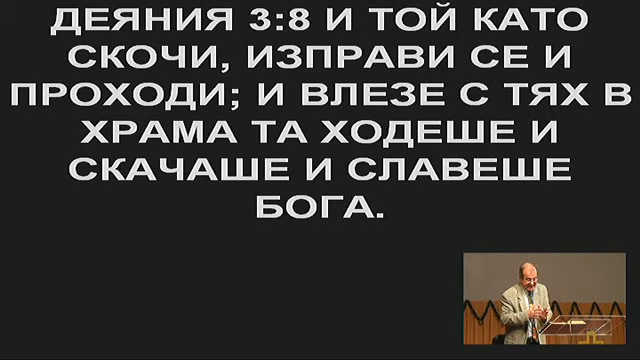 ДЕЯНИЯ 3:8 И ТОЙ КАТО
СКОЧИ, ИЗПРАВИ СЕ И
ПРОХОДИ; И ВЛЕЗЕ С ТЯХ В
ХРАМА ТА ХОДЕШЕ И
СКАЧАШЕ И СЛАВЕШЕ
БОГА.